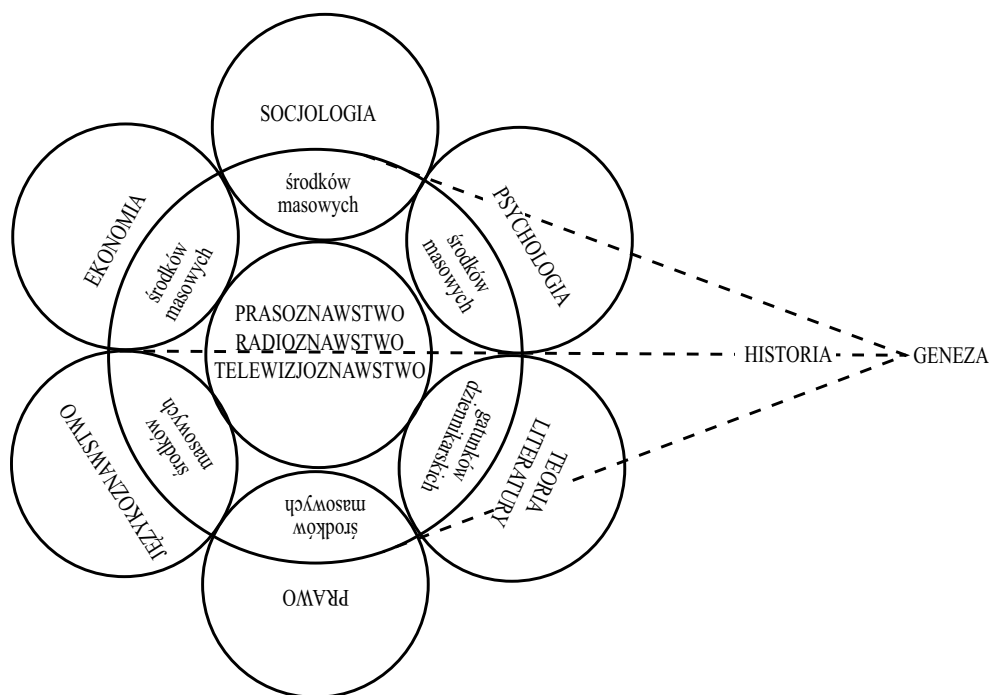 SOCJOLOGIA
środków
masowych
PSYCHOLOGIA
środków
masowych
EKONOMIA
środków
masowych
PRASOZNAWSTWO
RADIOZNAWSTWO
TELEWIZJOZNAWSTWO
HISTORIA
GENEZA
JĘZYKOZNAWSTWO
środków
masowych
TEORIA
LITERATURY
gatunków
dziennikarskich
środków
masowych
PRAWO